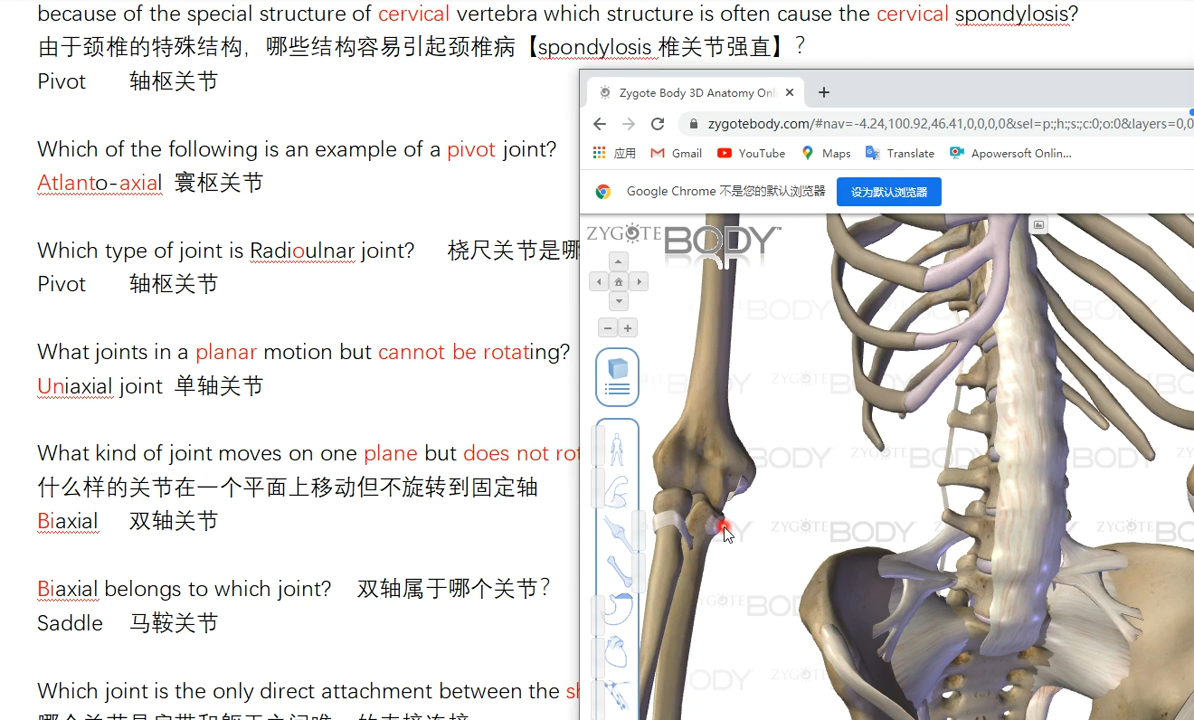 because of the special structure of cervical vertebra which structure is often cause the cervical spondylosis?
由于颈椎的特殊结构，哪些结构容易引起颈椎病【spondylosis 椎关节强直】？
Pivot 轴枢关节
Which of the following is an example of a pivot joint?
Atlanto-axial 寰枢关节
Which type of joint is Radioulnar joint? 桡尺关节是哪
Pivot 轴枢关节
What joints in a planar motion but cannot be rotating?
Uniaxial joint 单轴关节
What kind of joint moves on one plane but does not rot
什么样的关节在一个平面上移动但不旋转到固定轴
Biaxial 双轴关节
Biaxial belongs to which joint? 双轴属于哪个关节？
Saddle 马鞍关节
Which joint is the only direct attachment between the sh
Zygote Body 3D Anatomy Onl
zygotebody.com/#nav=-4.24,100.92,46.41,0,0,0,0&sel=p:;h:;s:;c:0;o:0&layers=0,0
应用 Gmail YouTube Maps Translate Apowersoft Onlin...
Google Chrome 不是您的默认浏览器 设为默认浏览器
ZYGOTE BODY™